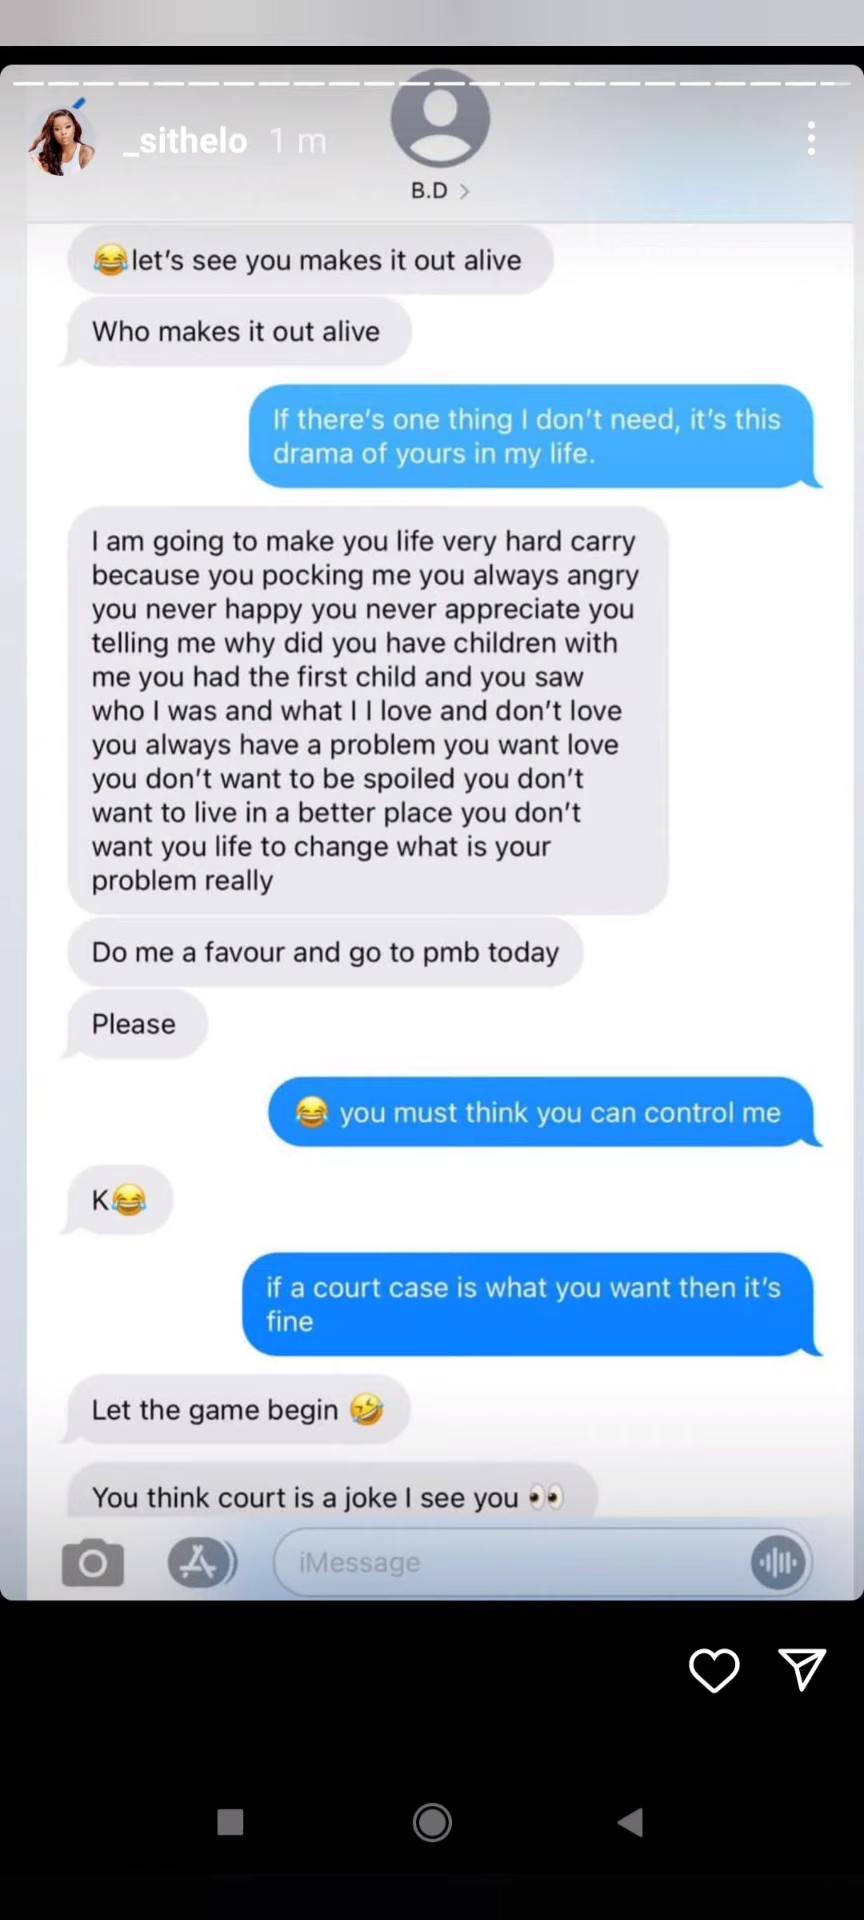 _sithelo 1 m
B.D >
😂let's see you makes it out alive
Who makes it out alive
If there's one thing I don't need, it's this
drama of yours in my life.
I am going to make you life very hard carry
because you pocking me you always angry
you never happy you never appreciate you
telling me why did you have children with
me you had the first child and you saw
who I was and what I I love and don't love
you always have a problem you want love
you don't want to be spoiled you don't
want to live in a better place you don't
want you life to change what is your
problem really
Do me a favour and go to pmb today
Please
😂 you must think you can control me
K😂
if a court case is what you want then it's
fine
Let the game begin 🤣
You think court is a joke I see you 👀
iMessage